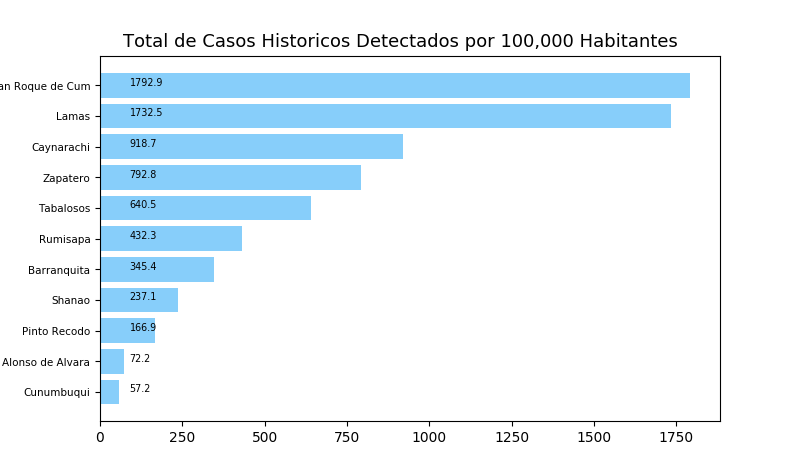 Total de Casos Historicos Detectados por 100,000 Habitantes
an Roque de Cum 1792.9
Lamas 1732.5
Caynarachi 918.7
Zapatero 792.8
Tabalosos 640.5
Rumisapa 432.3
Barranquita 345.4
Shanao 237.1
Pinto Recodo 166.9
Alonso de Alvara 72.2
Cunumbuqui 57.2
0 250 500 750 1000 1250 1500 1750